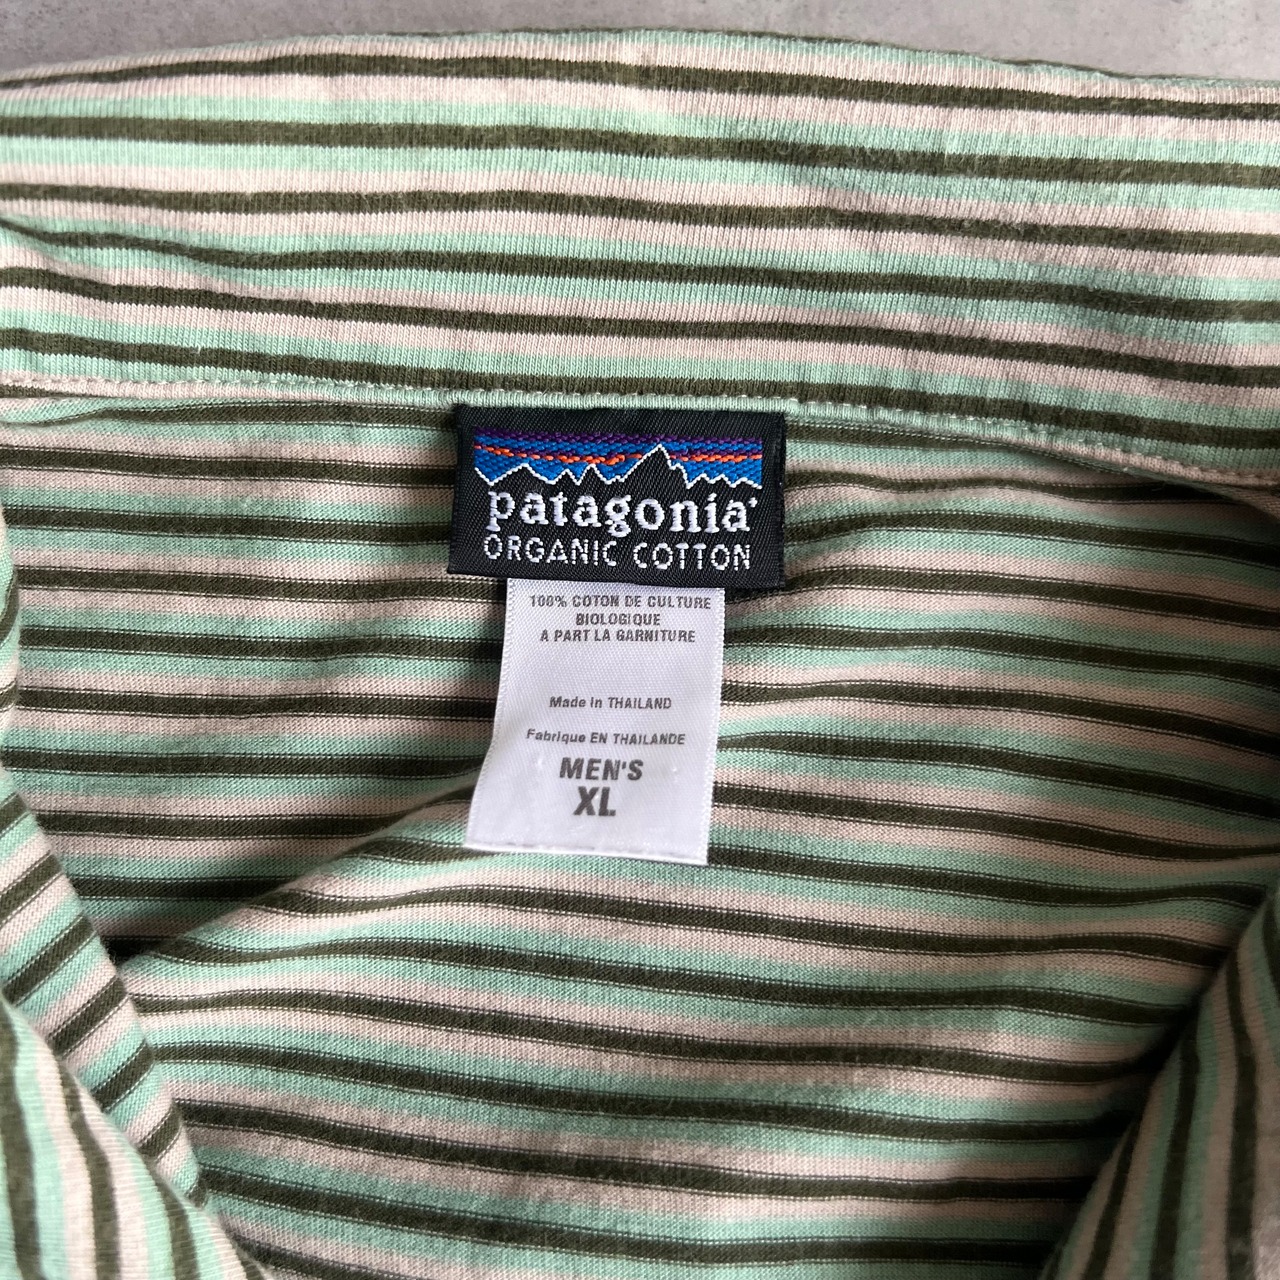 patagonia
ORGANIC COTTON
100% COTON DE CULTURE
BIOLOGIQUE
A PART LA GARNITURE
Made in THAILAND
Fabrique EN THAILANDE
MEN'S
XL